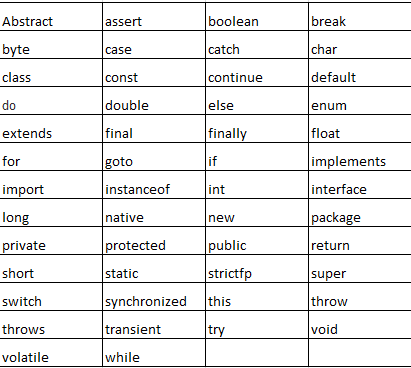 Abstract assert boolean break
byte case catch char
class const continue default
do double else enum
extends final finally float
for goto if implements
import instanceof int interface
long native new package
private protected public return
short static strictfp super
switch synchronized this throw
throws transient try void
volatile while